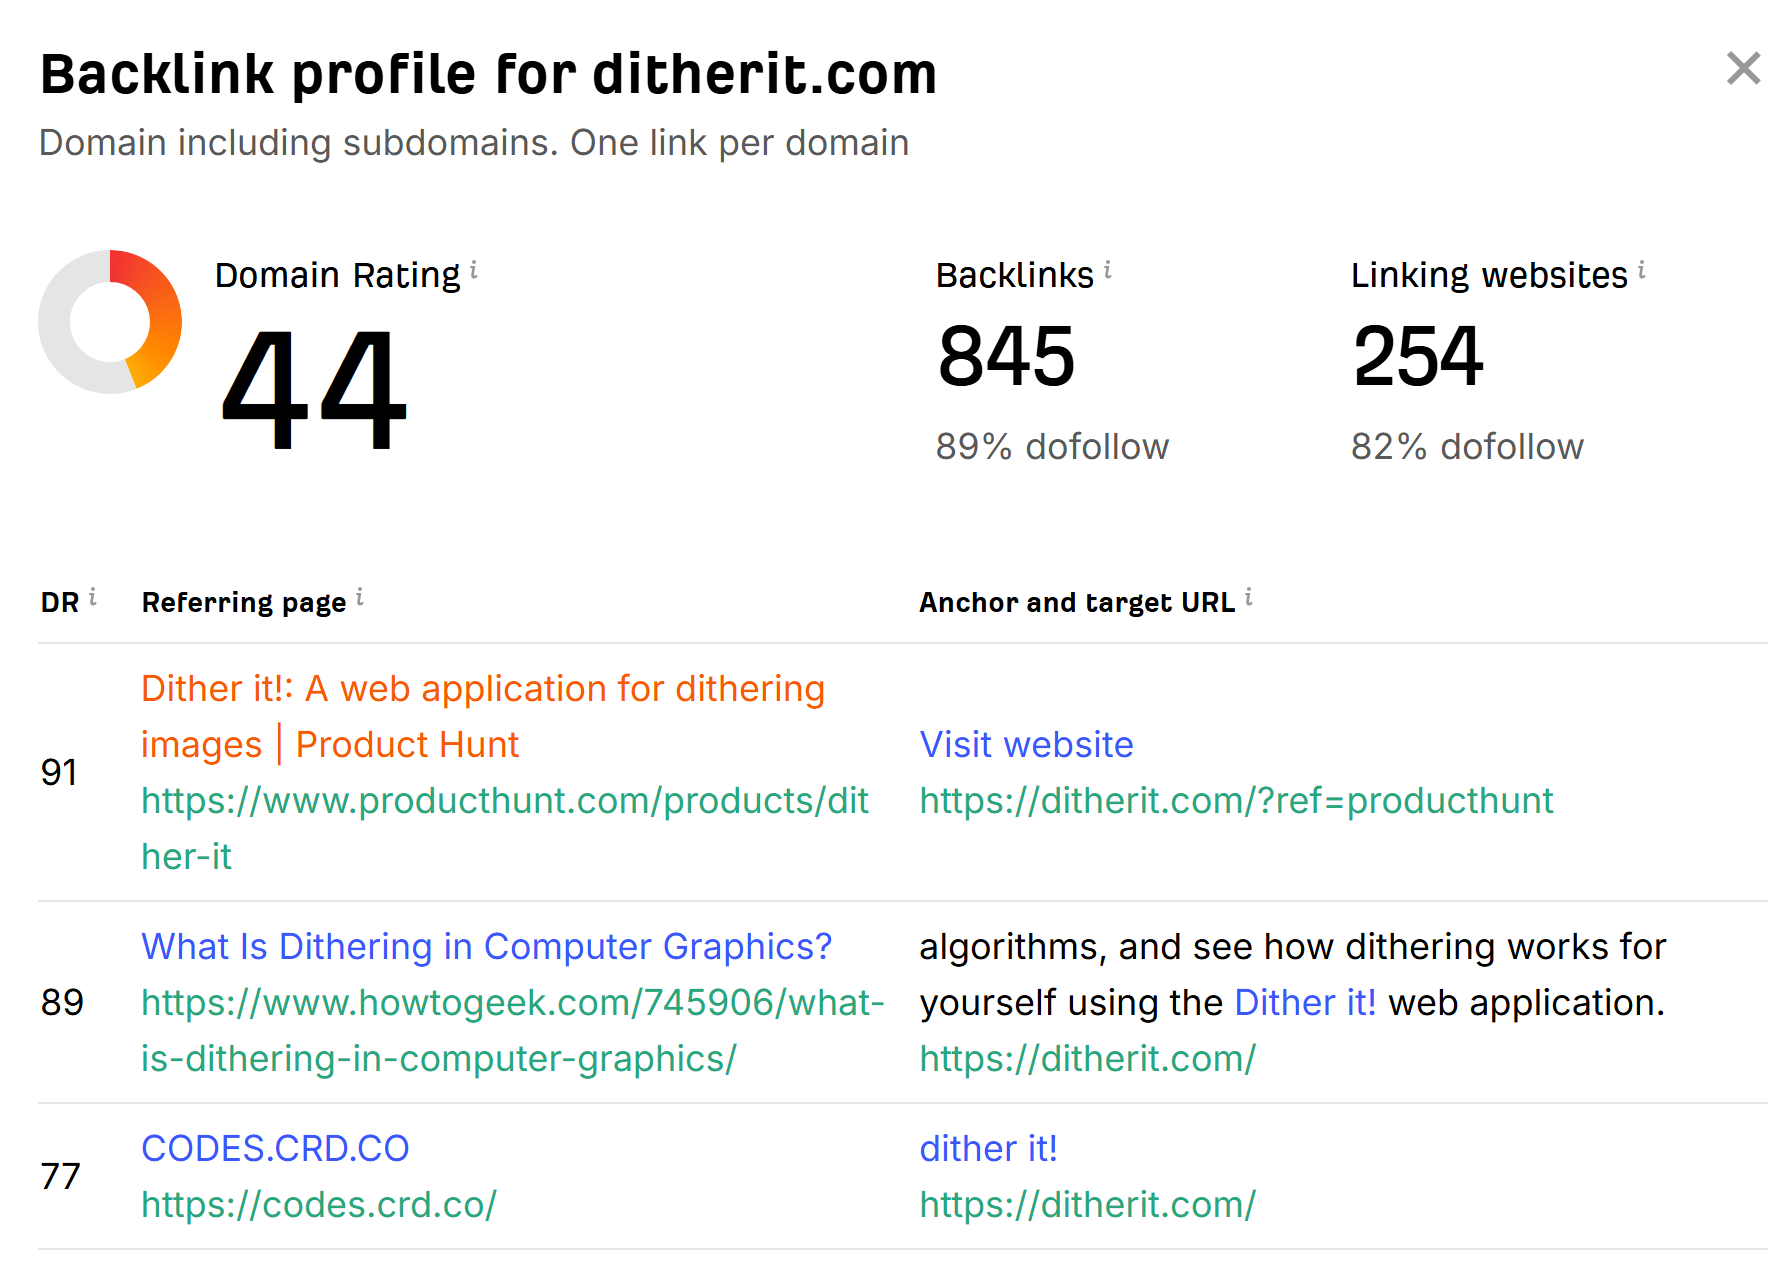 Backlink profile for ditherit.com
Domain including subdomains. One link per domain
Domain Rating i
44
Backlinks i
845
89% dofollow
Linking websites i
254
82% dofollow
DR i
Referring page i
Anchor and target URL i
91
Dither it!: A web application for dithering
images | Product Hunt
https://www.producthunt.com/products/dit
her-it
Visit website
https://ditherit.com/?ref=producthunt
89
What Is Dithering in Computer Graphics?
https://www.howtogeek.com/745906/what-
is-dithering-in-computer-graphics/
algorithms, and see how dithering works for
yourself using the Dither it! web application.
https://ditherit.com/
77
CODES.CRD.CO
https://codes.crd.co/
dither it!
https://ditherit.com/